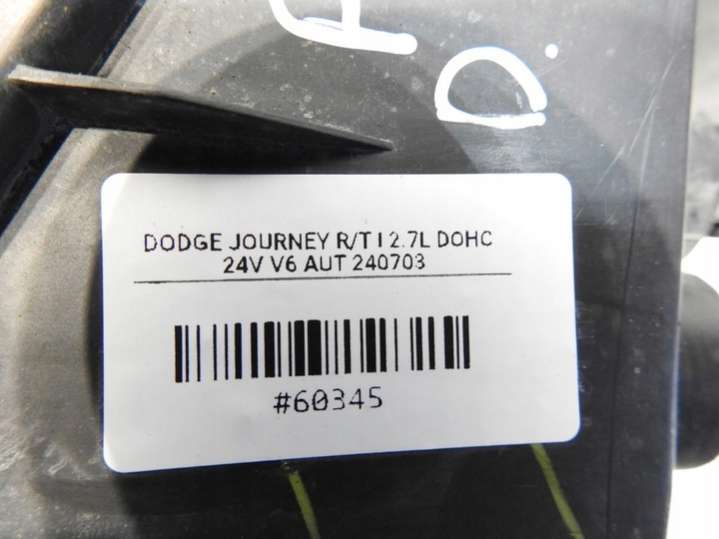 A
D.
DODGE JOURNEY R/T I 2.7L DOHC
24V V6 AUT 240703
#60345